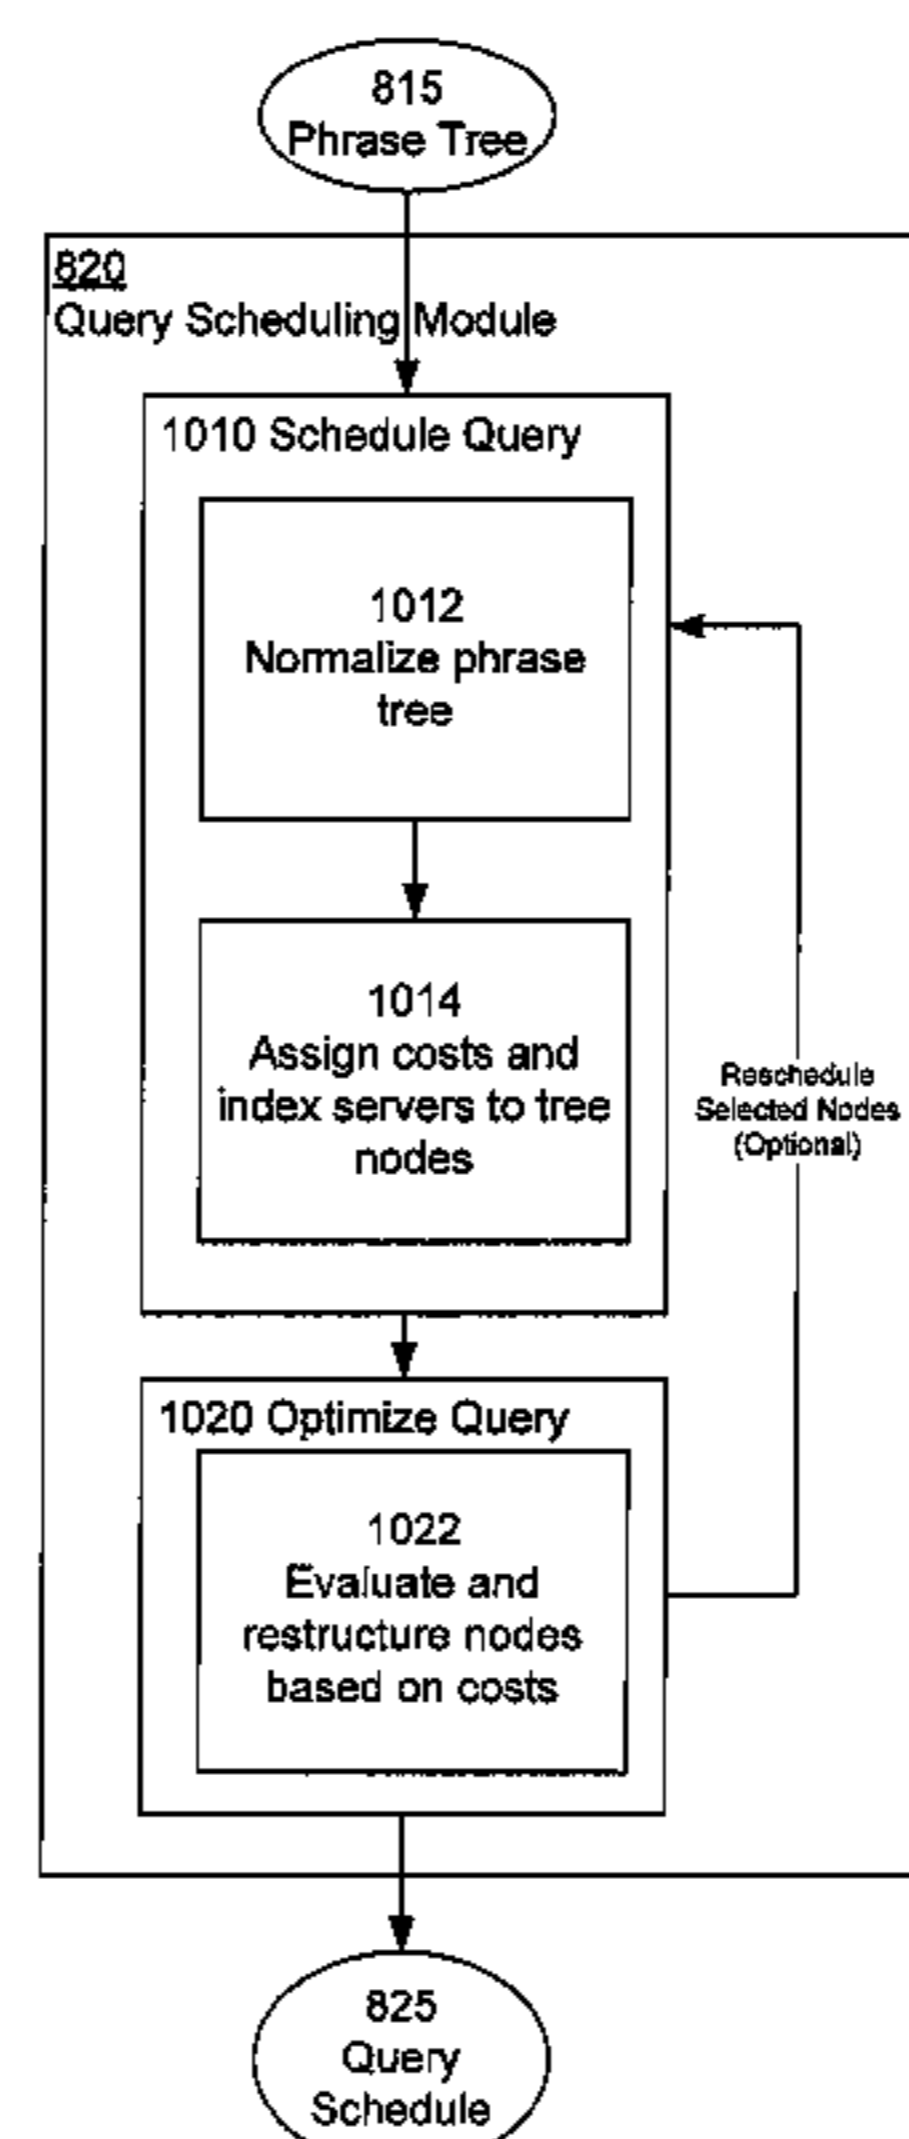 815
Phrase Tree
820
Query Scheduling Module
1010 Schedule Query
1012
Normalize phrase
tree
1014
Assign costs and
index servers to tree
nodes
Reschedule
Selected Nodes
(Optional)
1020 Optimize Query
1022
Evaluate and
restructure nodes
based on costs
825
Query
Schedule